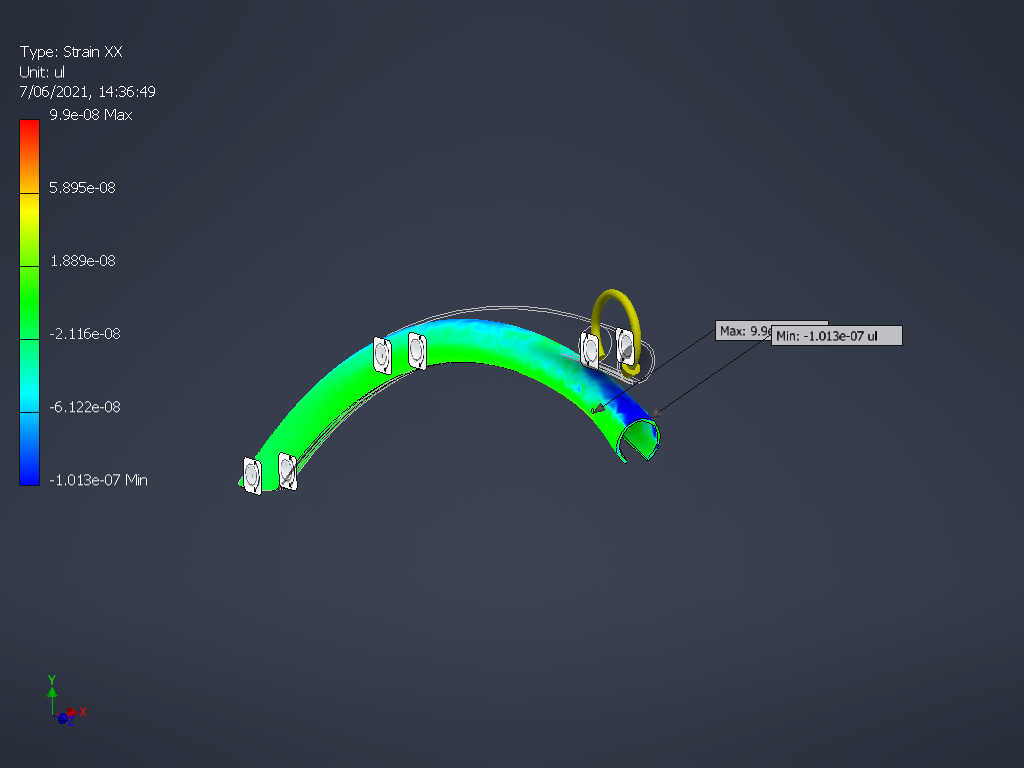 Type: Strain XX
Unit: ul
7/06/2021, 14:36:49
9.9e-08 Max
5.895e-08
1.889e-08
-2.116e-08
-6.122e-08
-1.013e-07 Min
Max: 9.9e
Min: -1.013e-07 ul
Y
X
Z